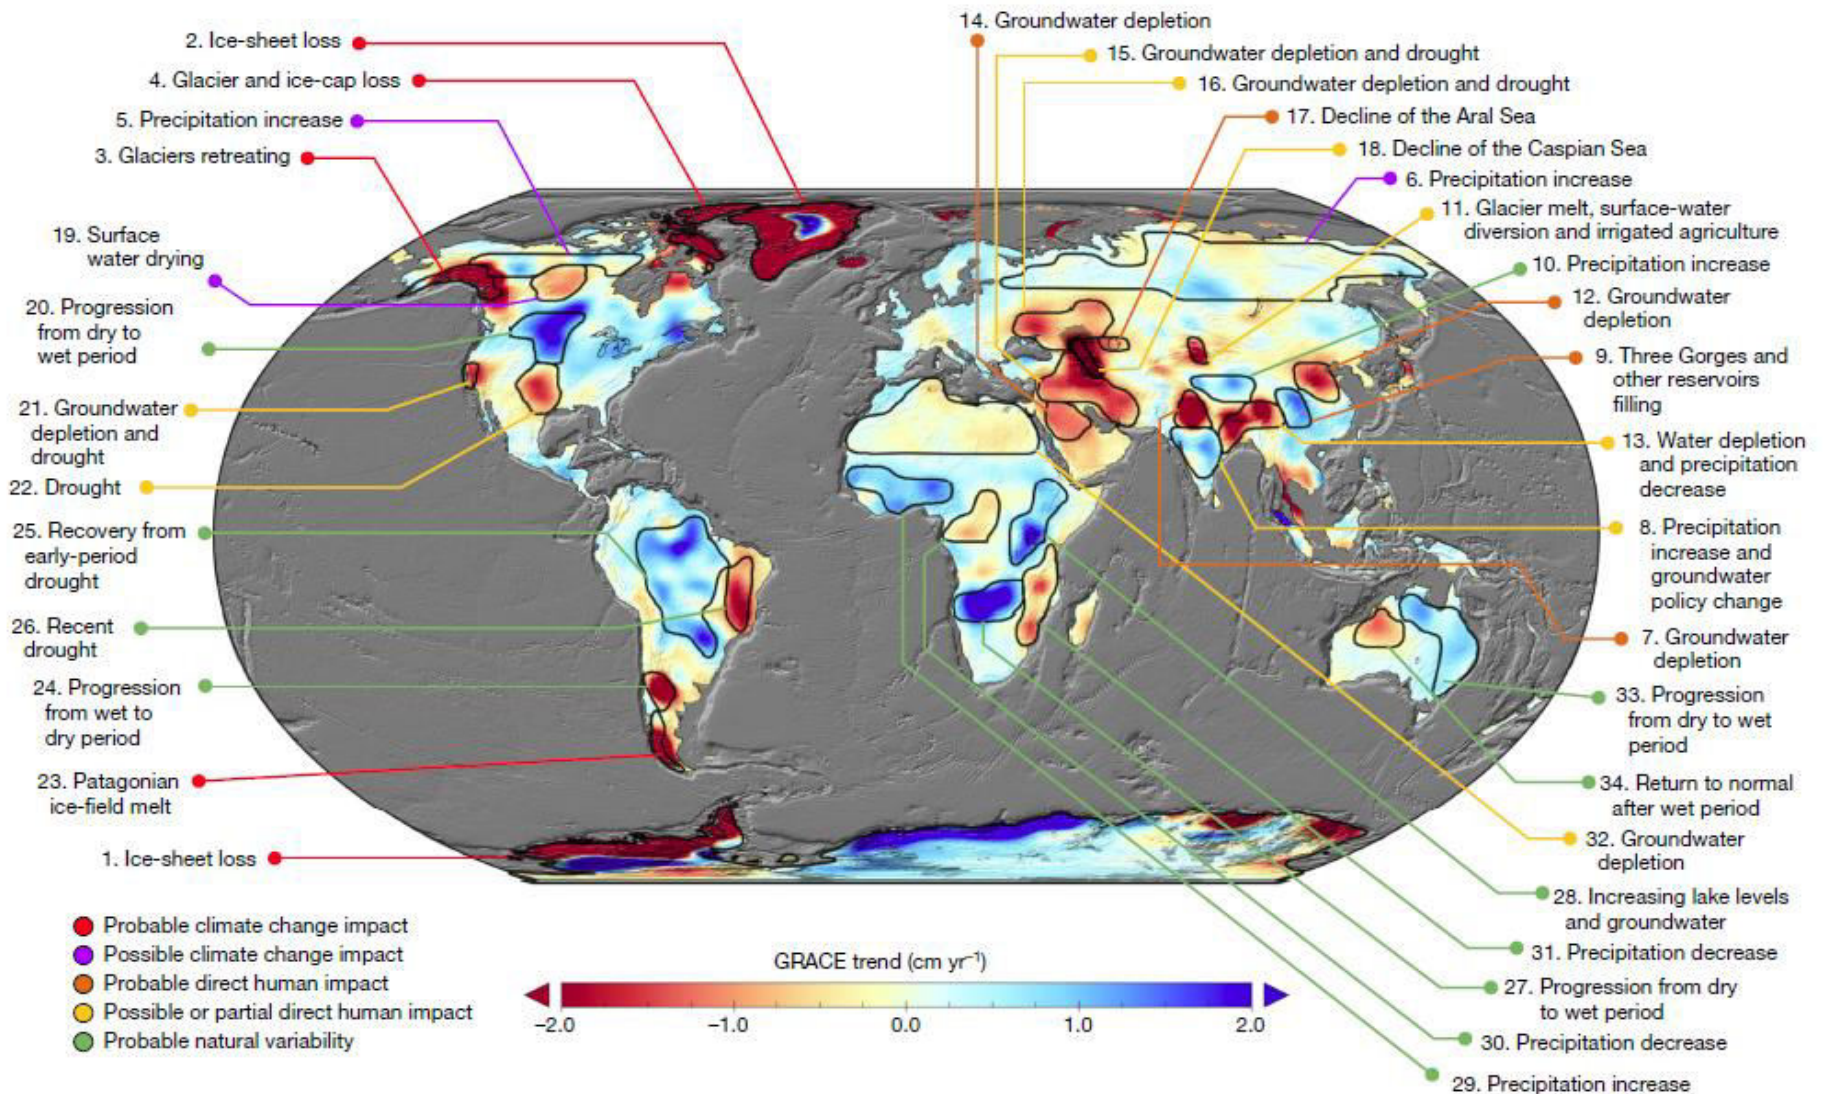 14. Groundwater depletion
2. Ice-sheet loss
15. Groundwater depletion and drought
4. Glacier and ice-cap loss
16. Groundwater depletion and drought
5. Precipitation increase
17. Decline of the Aral Sea
3. Glaciers retreating
18. Decline of the Caspian Sea
6. Precipitation increase
11. Glacier melt, surface-water
diversion and irrigated agriculture
19. Surface
water drying
10. Precipitation increase
20. Progression
from dry to
wet period
12. Groundwater
depletion
9. Three Gorges and
other reservoirs
filling
21. Groundwater
depletion and
drought
13. Water depletion
and precipitation
decrease
22. Drought
25. Recovery from
early-period
drought
8. Precipitation
increase and
groundwater
policy change
26. Recent
drought
7. Groundwater
depletion
24. Progression
from wet to
dry period
33. Progression
from dry to wet
period
23. Patagonian
ice-field melt
34. Return to normal
after wet period
1. Ice-sheet loss
32. Groundwater
depletion
28. Increasing lake levels
and groundwater
31. Precipitation decrease
27. Progression from dry
to wet period
30. Precipitation decrease
29. Precipitation increase
Probable climate change impact
Possible climate change impact
Probable direct human impact
Possible or partial direct human impact
Probable natural variability
GRACE trend (cm yr⁻¹)
−2.0 −1.0 0.0 1.0 2.0